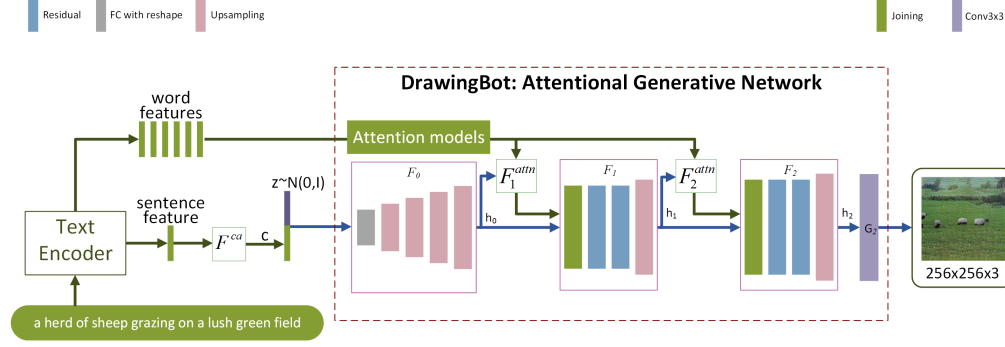 Residual
FC with reshape
Upsampling
Joining
Conv3x3
DrawingBot: Attentional Generative Network
word
features
Attention models
z~N(0,I)
F₀
F₁ᵃᵗᵗⁿ
F₁
F₂ᵃᵗᵗⁿ
F₂
sentence
feature
Text
Encoder
Fᶜᵃ
c
h₀
h₁
h₂
G₂
256x256x3
a herd of sheep grazing on a lush green field